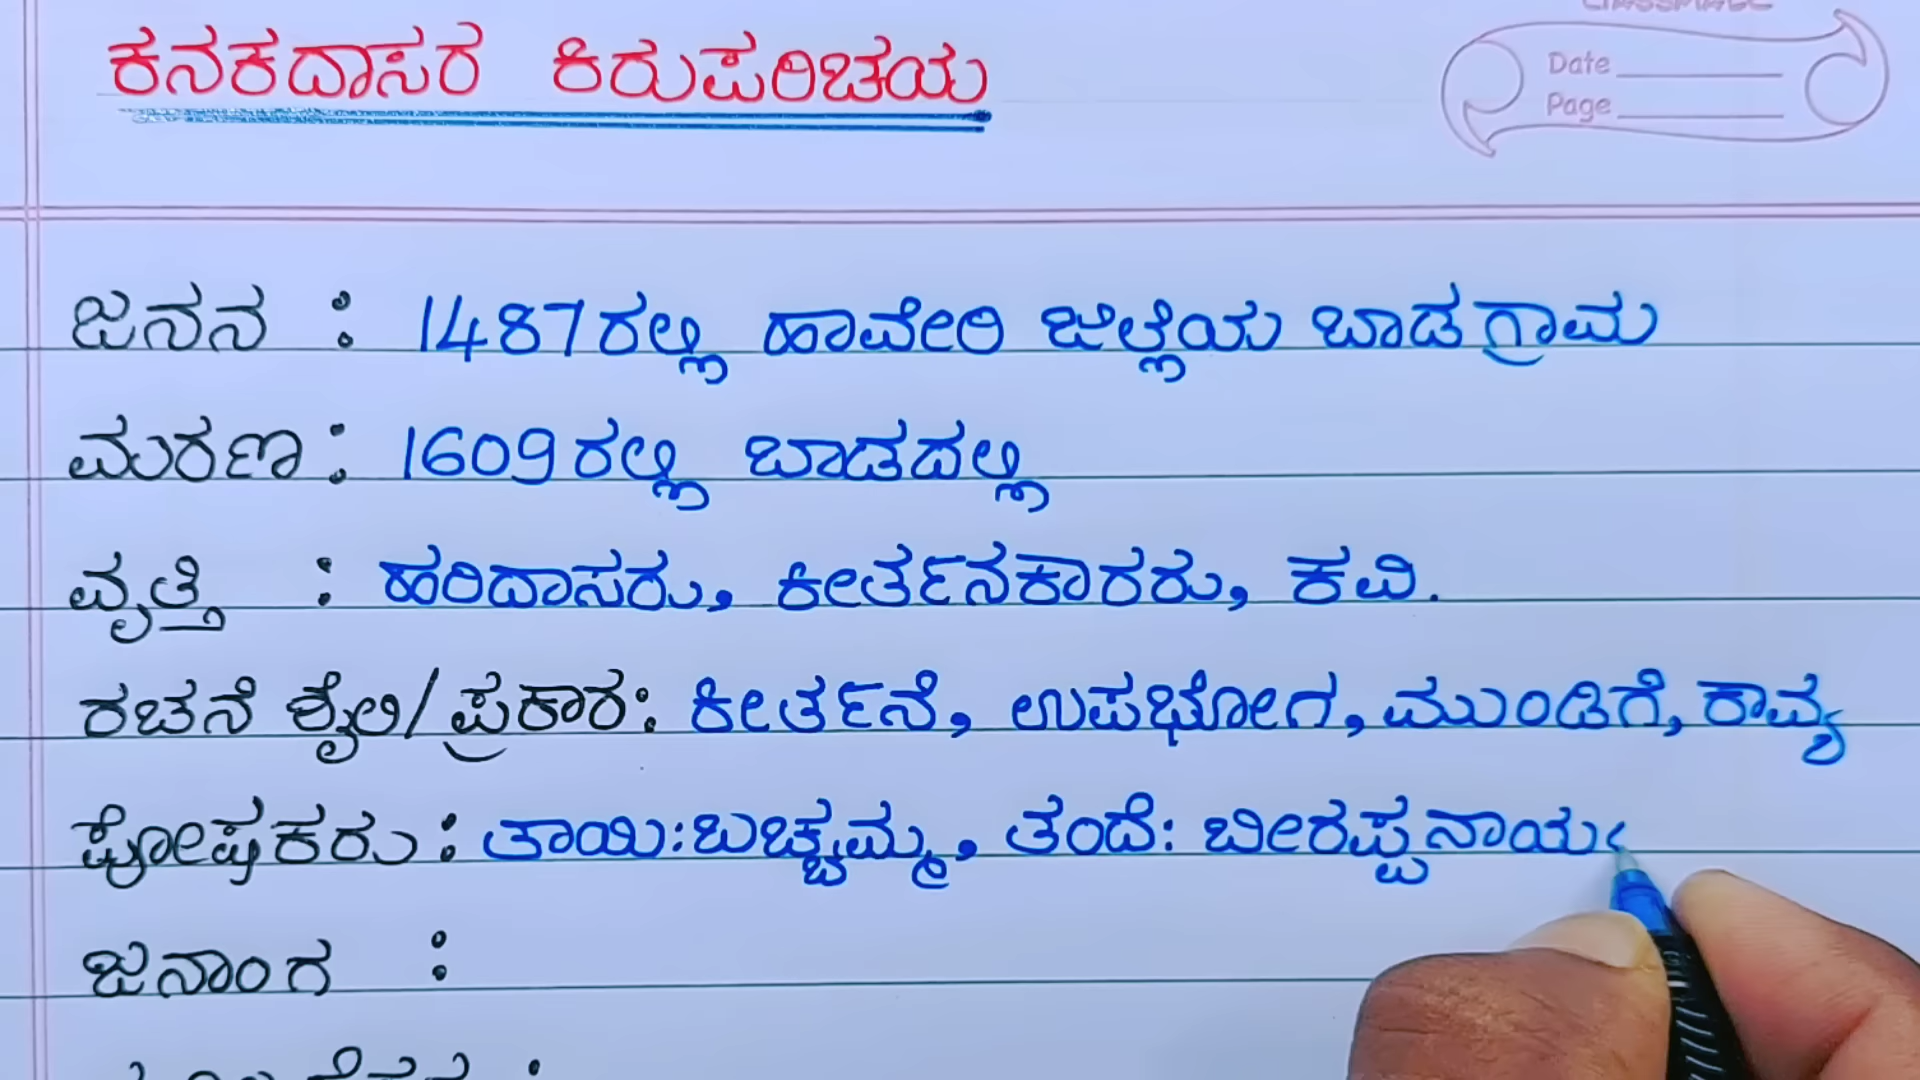 ಕನಕದಾಸರ ಕಿರುಪರಿಚಯ
Date
Page
ಜನನ : 1487ರಲ್ಲಿ ಹಾವೇರಿ ಜಿಲ್ಲೆಯ ಬಾಡಗ್ರಾಮ
ಮರಣ : 1609ರಲ್ಲಿ ಬಾಡದಲ್ಲಿ
ವೃತ್ತಿ : ಹರಿದಾಸರು, ಕೀರ್ತನಕಾರರು, ಕವಿ.
ರಚನೆ ಶೈಲಿ/ಪ್ರಕಾರ: ಕೀರ್ತನೆ, ಉಪಭೋಗ, ಮುಂಡಿಗೆ, ಕಾವ್ಯ
ಪೋಷಕರು : ತಾಯಿ:ಬಚ್ಚಮ್ಮ, ತಂದೆ: ಬೀರಪ್ಪನಾಯ
ಜನಾಂಗ :